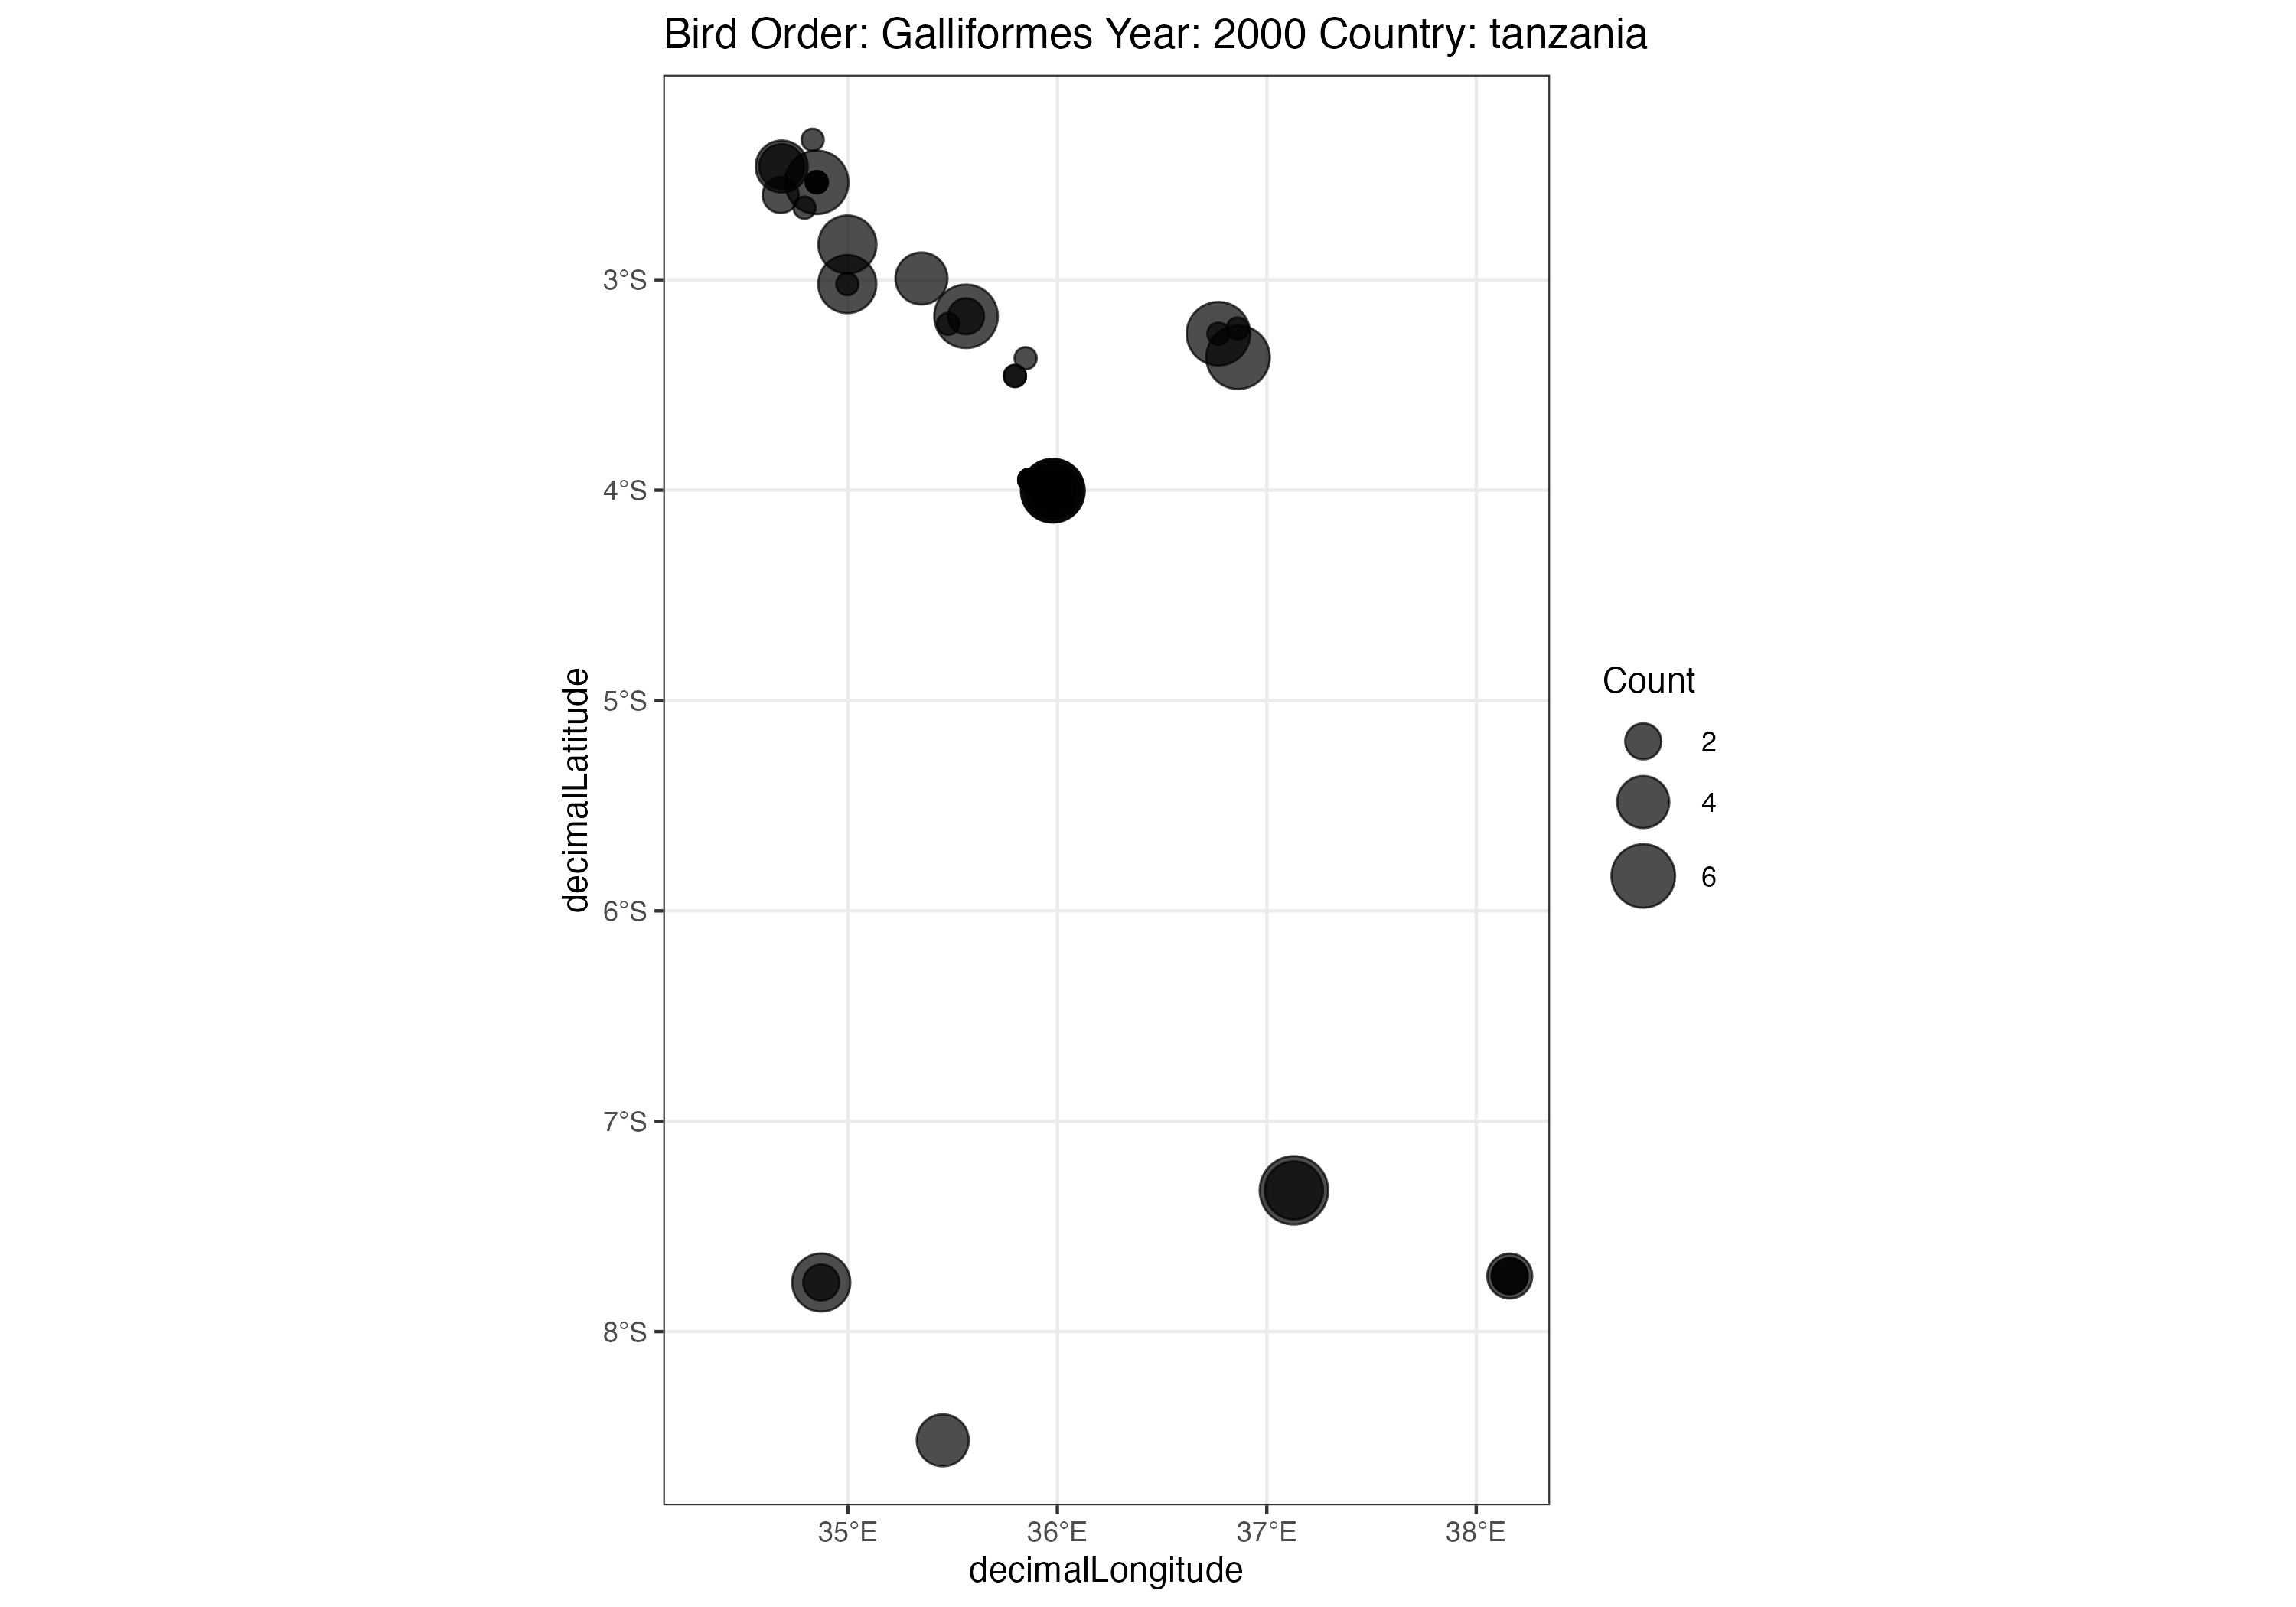 Bird Order: Galliformes Year: 2000 Country: tanzania
3°S
4°S
5°S
6°S
7°S
8°S
decimalLatitude
35°E
36°E
37°E
38°E
decimalLongitude
Count
2
4
6